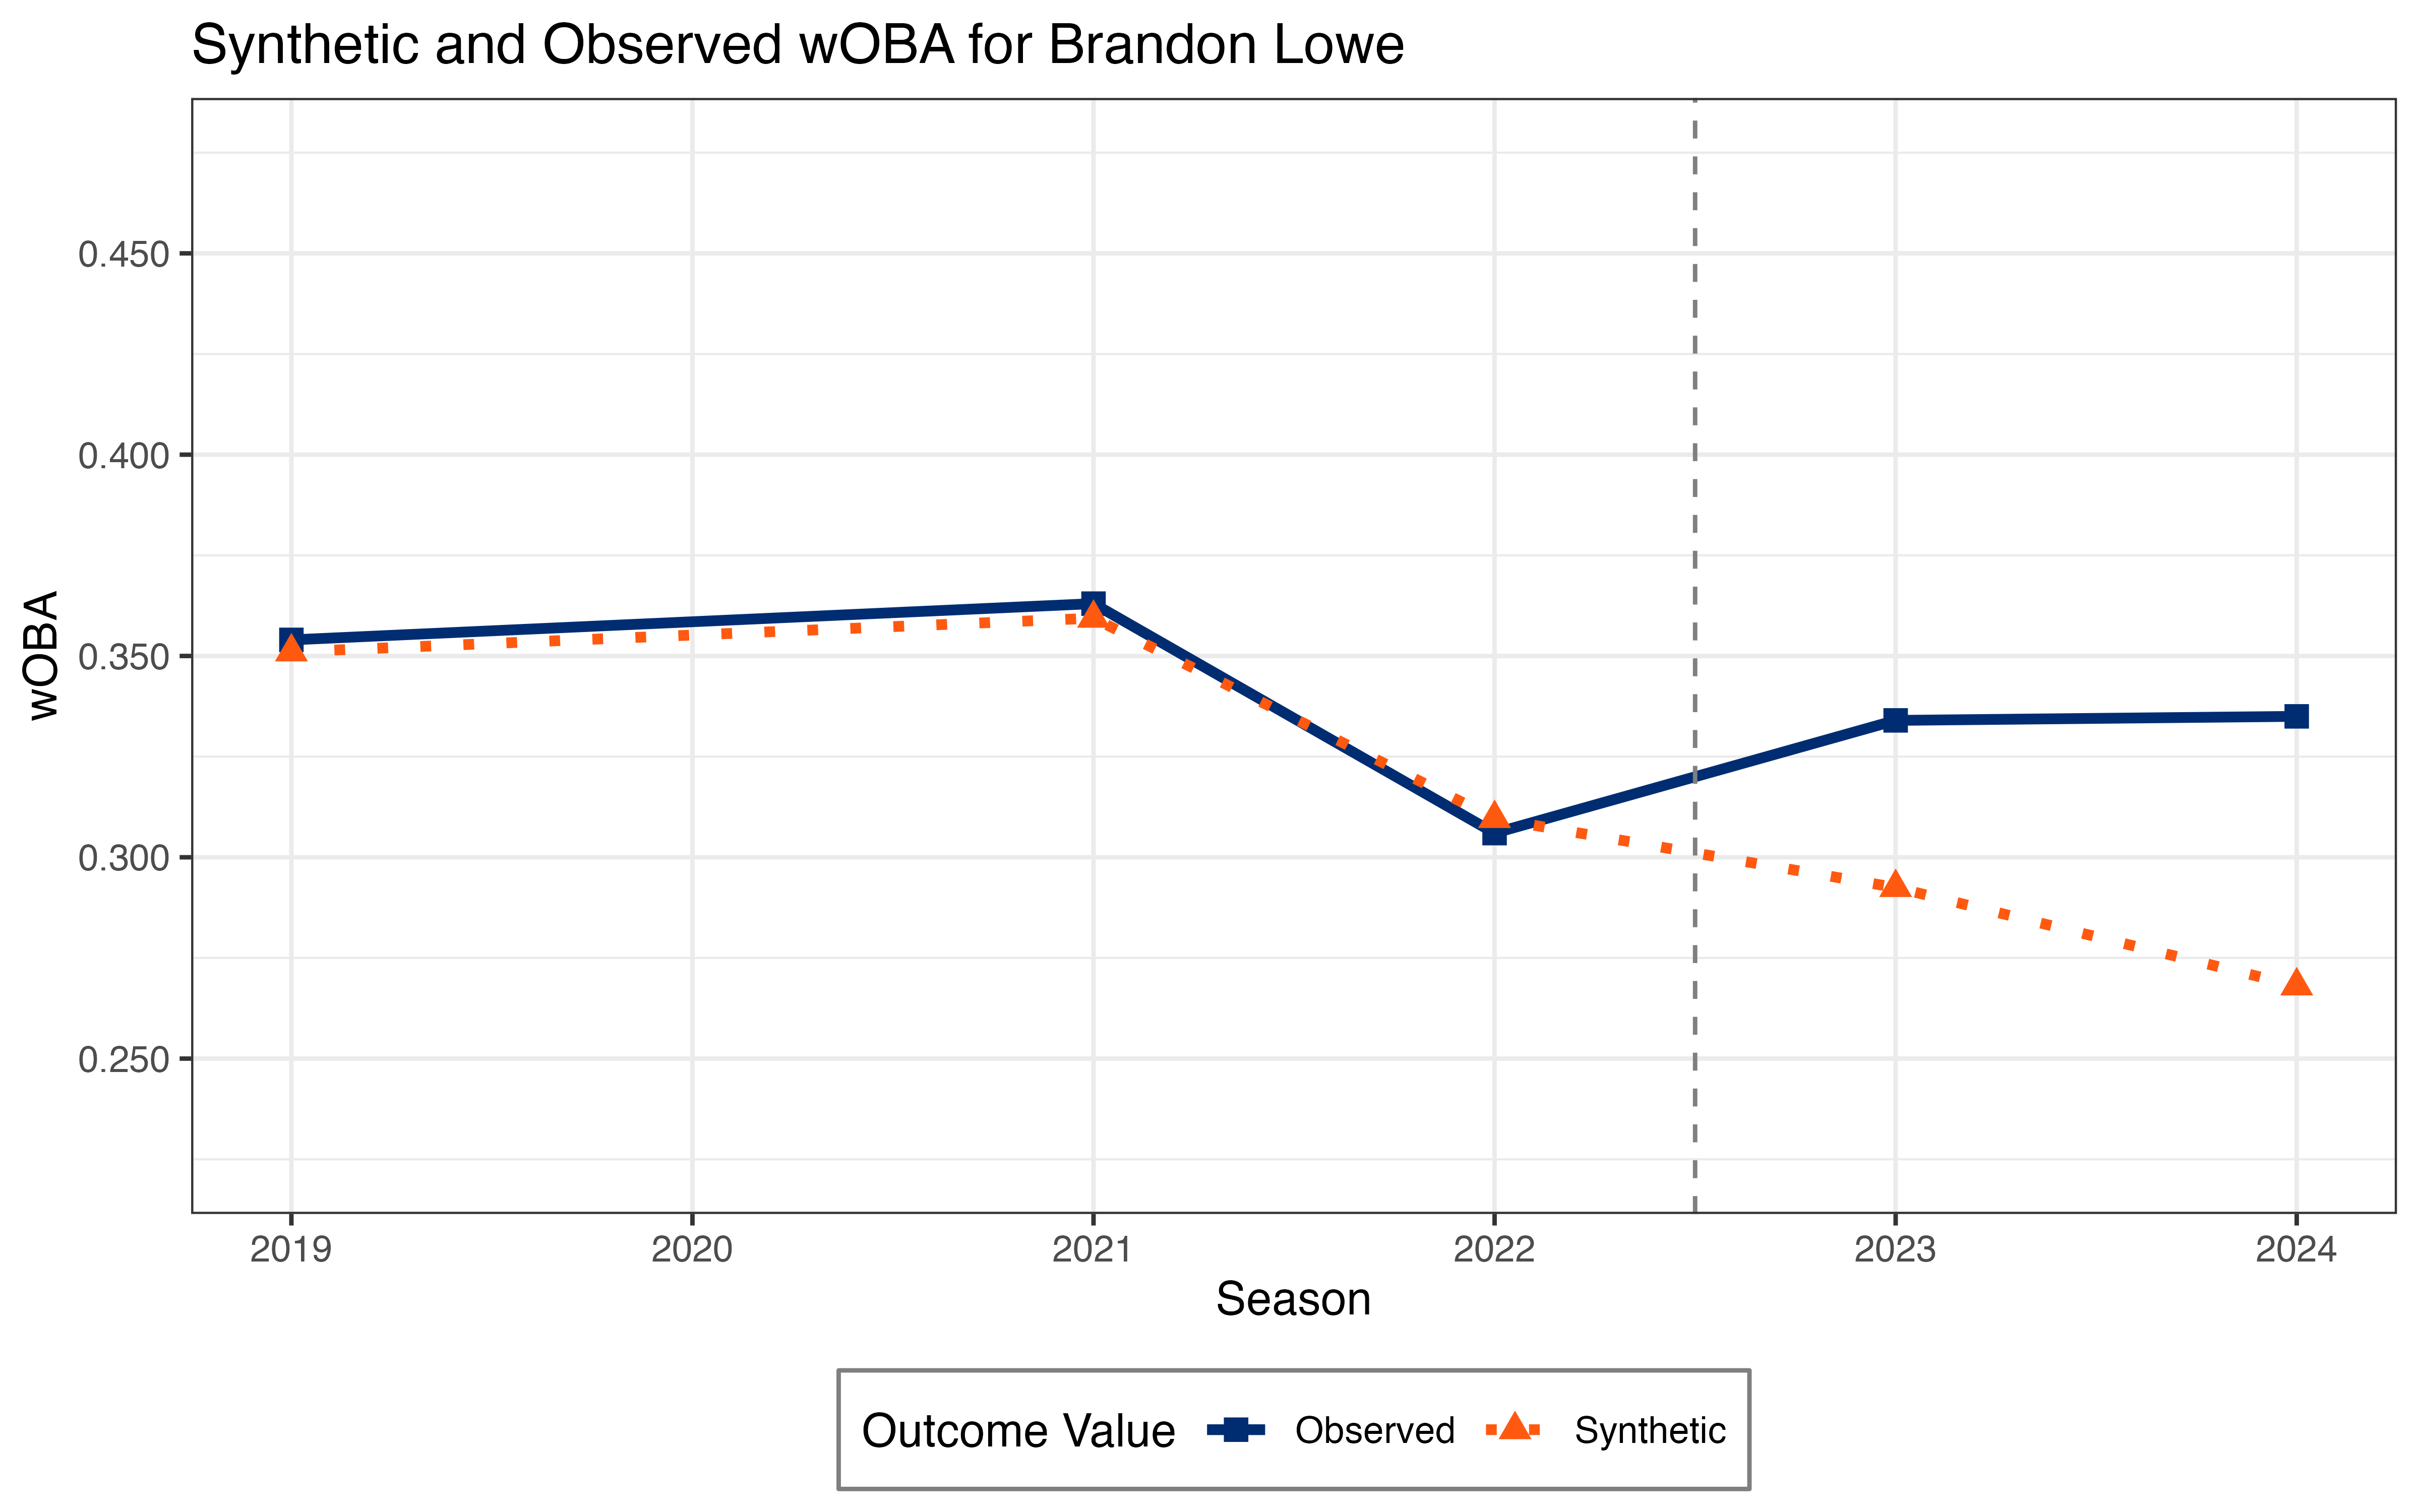 Synthetic and Observed wOBA for Brandon Lowe
wOBA
0.450
0.400
0.350
0.300
0.250
2019 2020 2021 2022 2023 2024
Season
Outcome Value Observed Synthetic